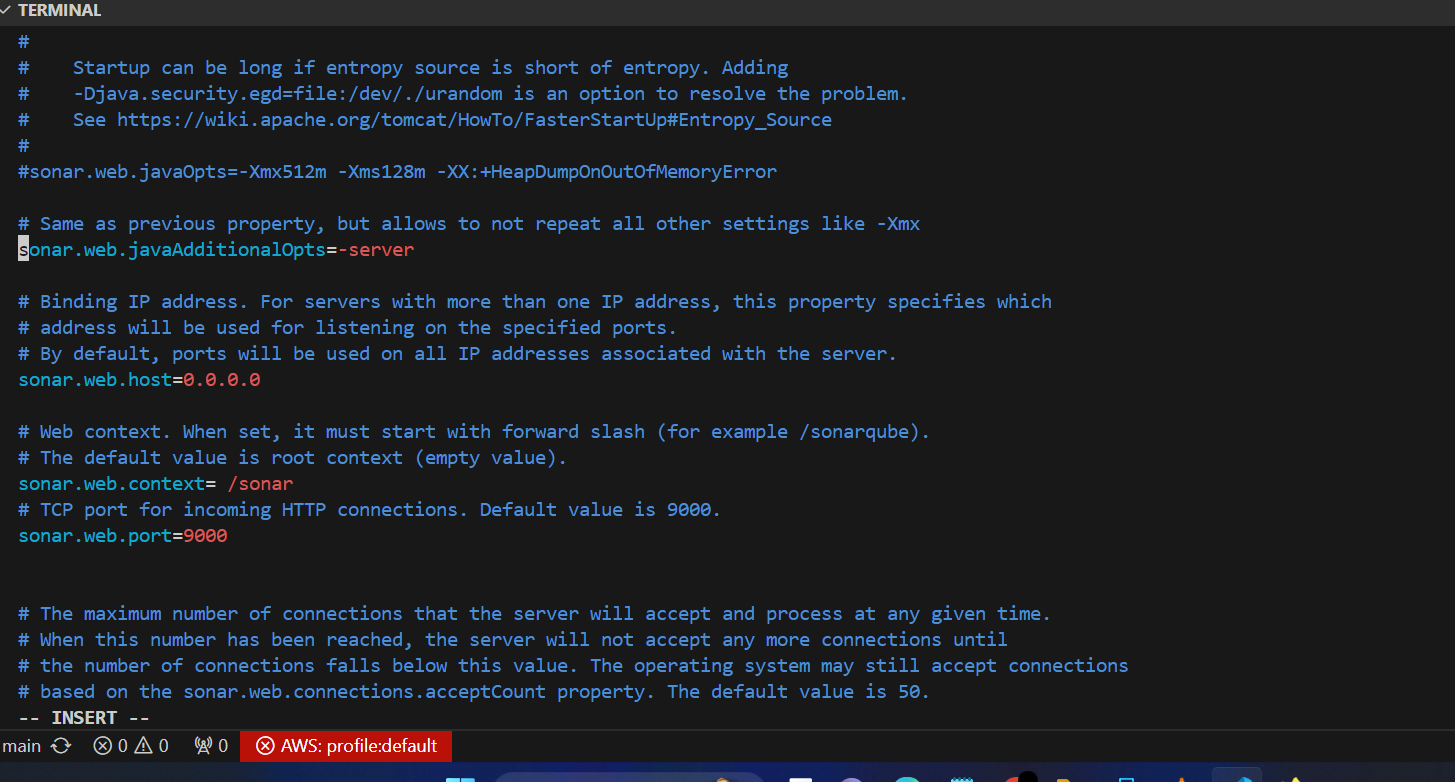 TERMINAL
#
#    Startup can be long if entropy source is short of entropy. Adding
#    -Djava.security.egd=file:/dev/./urandom is an option to resolve the problem.
#    See https://wiki.apache.org/tomcat/HowTo/FasterStartUp#Entropy_Source
#
#sonar.web.javaOpts=-Xmx512m -Xms128m -XX:+HeapDumpOnOutOfMemoryError
# Same as previous property, but allows to not repeat all other settings like -Xmx
sonar.web.javaAdditionalOpts=-server
# Binding IP address. For servers with more than one IP address, this property specifies which
# address will be used for listening on the specified ports.
# By default, ports will be used on all IP addresses associated with the server.
sonar.web.host=0.0.0.0
# Web context. When set, it must start with forward slash (for example /sonarqube).
# The default value is root context (empty value).
sonar.web.context= /sonar
# TCP port for incoming HTTP connections. Default value is 9000.
sonar.web.port=9000
# The maximum number of connections that the server will accept and process at any given time.
# When this number has been reached, the server will not accept any more connections until
# the number of connections falls below this value. The operating system may still accept connections
# based on the sonar.web.connections.acceptCount property. The default value is 50.
-- INSERT --
main 0 0 0 AWS: profile:default